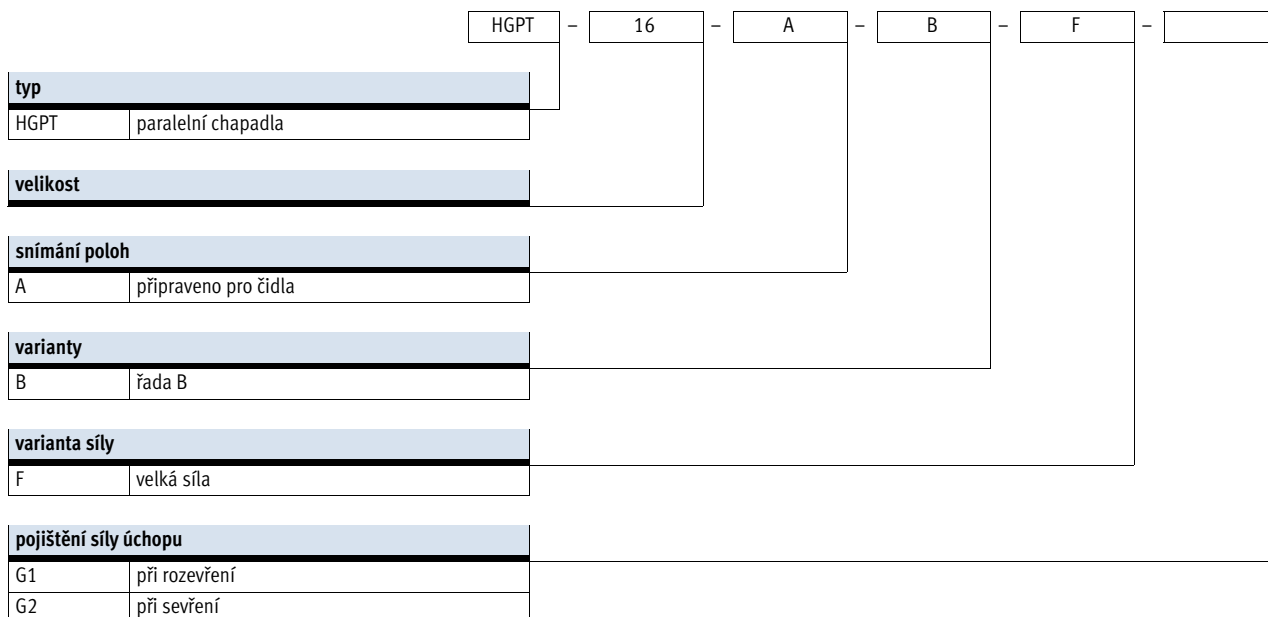 HGPT – 16 – A – B – F –
typ
HGPT paralelní chapadla
velikost
snímání poloh
A připraveno pro čidla
varianty
B řada B
varianta síly
F velká síla
pojištění síly úchopu
G1 při rozevření
G2 při sevření